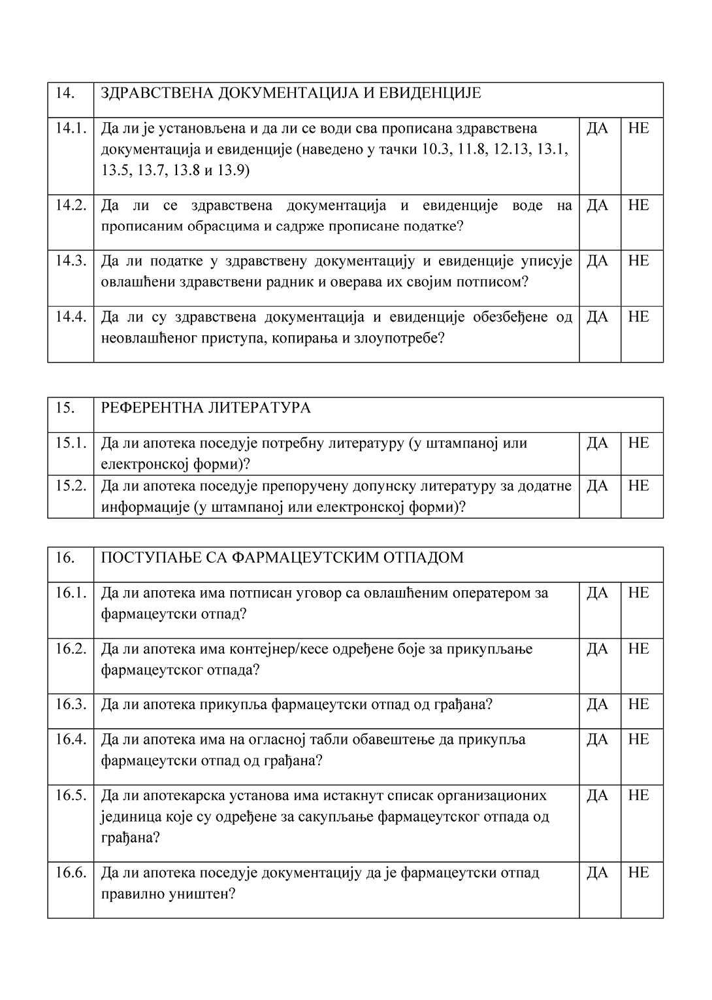 14. ЗДРАВСТВЕНА ДОКУМЕНТАЦИЈА И ЕВИДЕНЦИЈЕ
14.1. Да ли је установљена и да ли се води сва прописана здравствена ДА НЕ
документација и евиденције (наведено у тачки 10.3, 11.8, 12.13, 13.1,
13.5, 13.7, 13.8 и 13.9)
14.2. Да ли се здравствена документација и евиденције воде на ДА НЕ
прописаним обрасцима и садрже прописане податке?
14.3. Да ли податке у здравствену документацију и евиденције уписује ДА НЕ
овлашћени здравствени радник и оверава их својим потписом?
14.4. Да ли су здравствена документација и евиденције обезбеђене од ДА НЕ
неовлашћеног приступа, копирања и злоупотребе?
15. РЕФЕРЕНТНА ЛИТЕРАТУРА
15.1. Да ли апотека поседује потребну литературу (у штампаној или ДА НЕ
електронској форми)?
15.2. Да ли апотека поседује препоручену допунску литературу за додатне ДА НЕ
информације (у штампаној или електронској форми)?
16. ПОСТУПАЊЕ СА ФАРМАЦЕУТСКИМ ОТПАДОМ
16.1. Да ли апотека има потписан уговор са овлашћеним оператером за ДА НЕ
фармацеутски отпад?
16.2. Да ли апотека има контејнер/кесе одређене боје за прикупљање ДА НЕ
фармацеутског отпада?
16.3. Да ли апотека прикупља фармацеутски отпад од грађана? ДА НЕ
16.4. Да ли апотека има на огласној табли обавештење да прикупља ДА НЕ
фармацеутски отпад од грађана?
16.5. Да ли апотекарска установа има истакнут списак организационих ДА НЕ
јединица које су одређене за сакупљање фармацеутског отпада од
грађана?
16.6. Да ли апотека поседује документацију да је фармацеутски отпад ДА НЕ
правилно уништен?